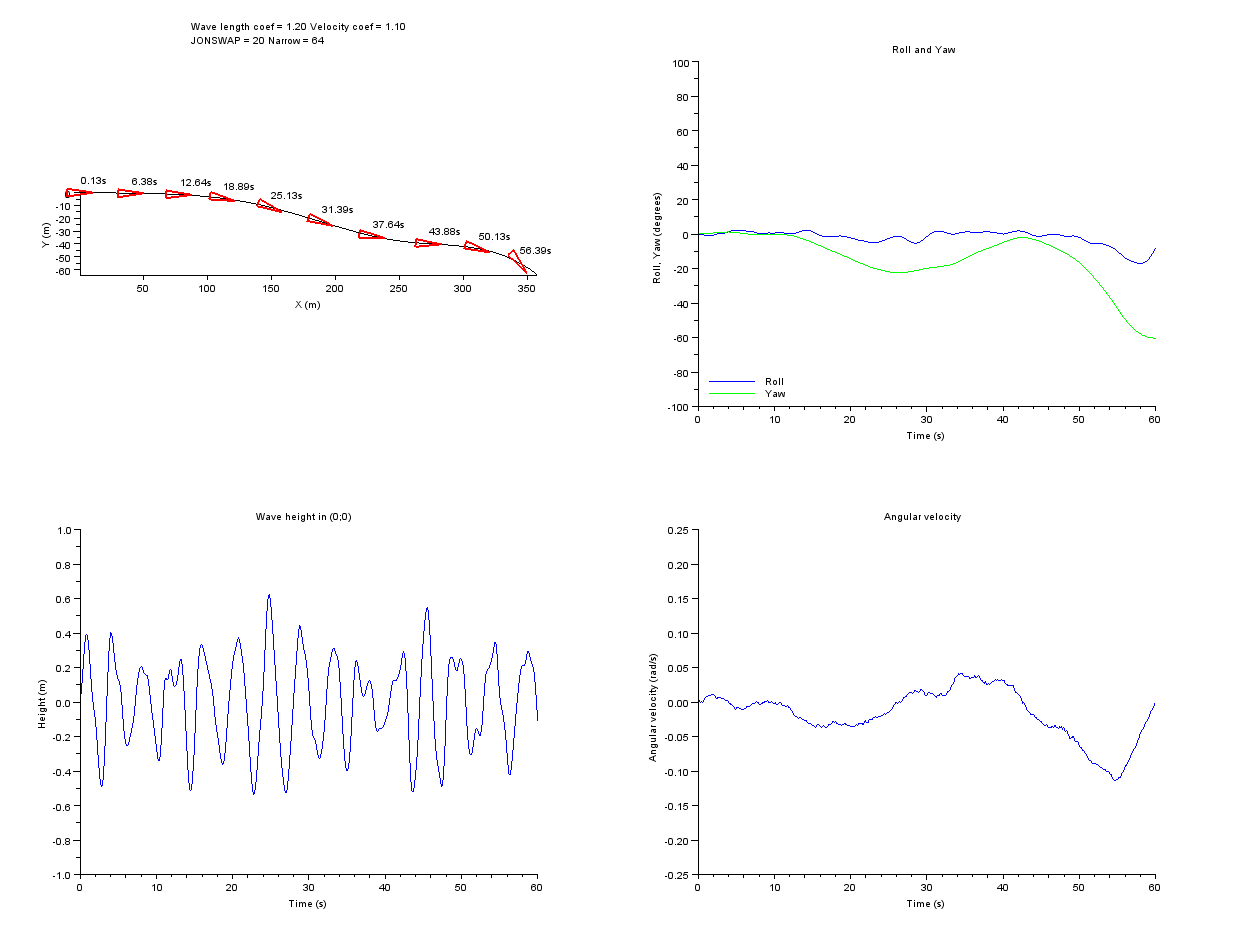 Wave length coef = 1.20 Velocity coef = 1.10
JONSWAP = 20 Narrow = 64
0.13s
6.38s
12.64s
18.89s
25.13s
31.39s
37.64s
43.88s
50.13s
56.39s
0
-10
-20
-30
-40
-50
-60
Y (m)
50 100 150 200 250 300 350
X (m)
Roll and Yaw
100
80
60
40
20
0
-20
-40
-60
-80
-100
Roll, Yaw (degrees)
Roll
Yaw
0 10 20 30 40 50 60
Time (s)
Wave height in (0;0)
1.0
0.8
0.6
0.4
0.2
0.0
-0.2
-0.4
-0.6
-0.8
-1.0
Height (m)
0 10 20 30 40 50 60
Time (s)
Angular velocity
0.25
0.20
0.15
0.10
0.05
0.00
-0.05
-0.10
-0.15
-0.20
-0.25
Angular velocity (rad/s)
0 10 20 30 40 50 60
Time (s)